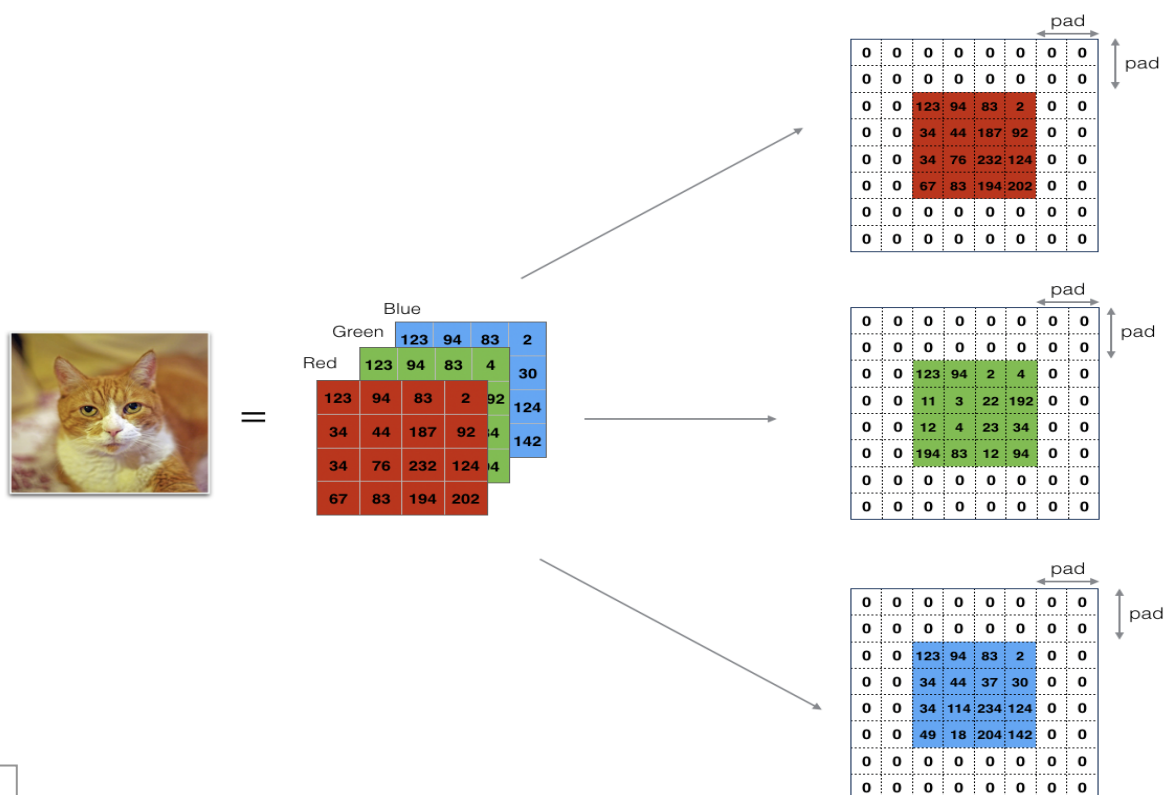 pad
0 0 0 0 0 0 0 0
pad
0 0 0 0 0 0 0 0
0 0 123 94 83 2 0 0
0 0 34 44 187 92 0 0
0 0 34 76 232 124 0 0
0 0 67 83 194 202 0 0
0 0 0 0 0 0 0 0
0 0 0 0 0 0 0 0
Blue
123 94 83 2
30
124
142
Green
123 94 83 4
92
34
94
Red
123 94 83 2
34 44 187 92
34 76 232 124
67 83 194 202
=
pad
0 0 0 0 0 0 0 0
pad
0 0 0 0 0 0 0 0
0 0 123 94 2 4 0 0
0 0 11 3 22 192 0 0
0 0 12 4 23 34 0 0
0 0 194 83 12 94 0 0
0 0 0 0 0 0 0 0
0 0 0 0 0 0 0 0
pad
0 0 0 0 0 0 0 0
pad
0 0 0 0 0 0 0 0
0 0 123 94 83 2 0 0
0 0 34 44 37 30 0 0
0 0 34 114 234 124 0 0
0 0 49 18 204 142 0 0
0 0 0 0 0 0 0 0
0 0 0 0 0 0 0 0